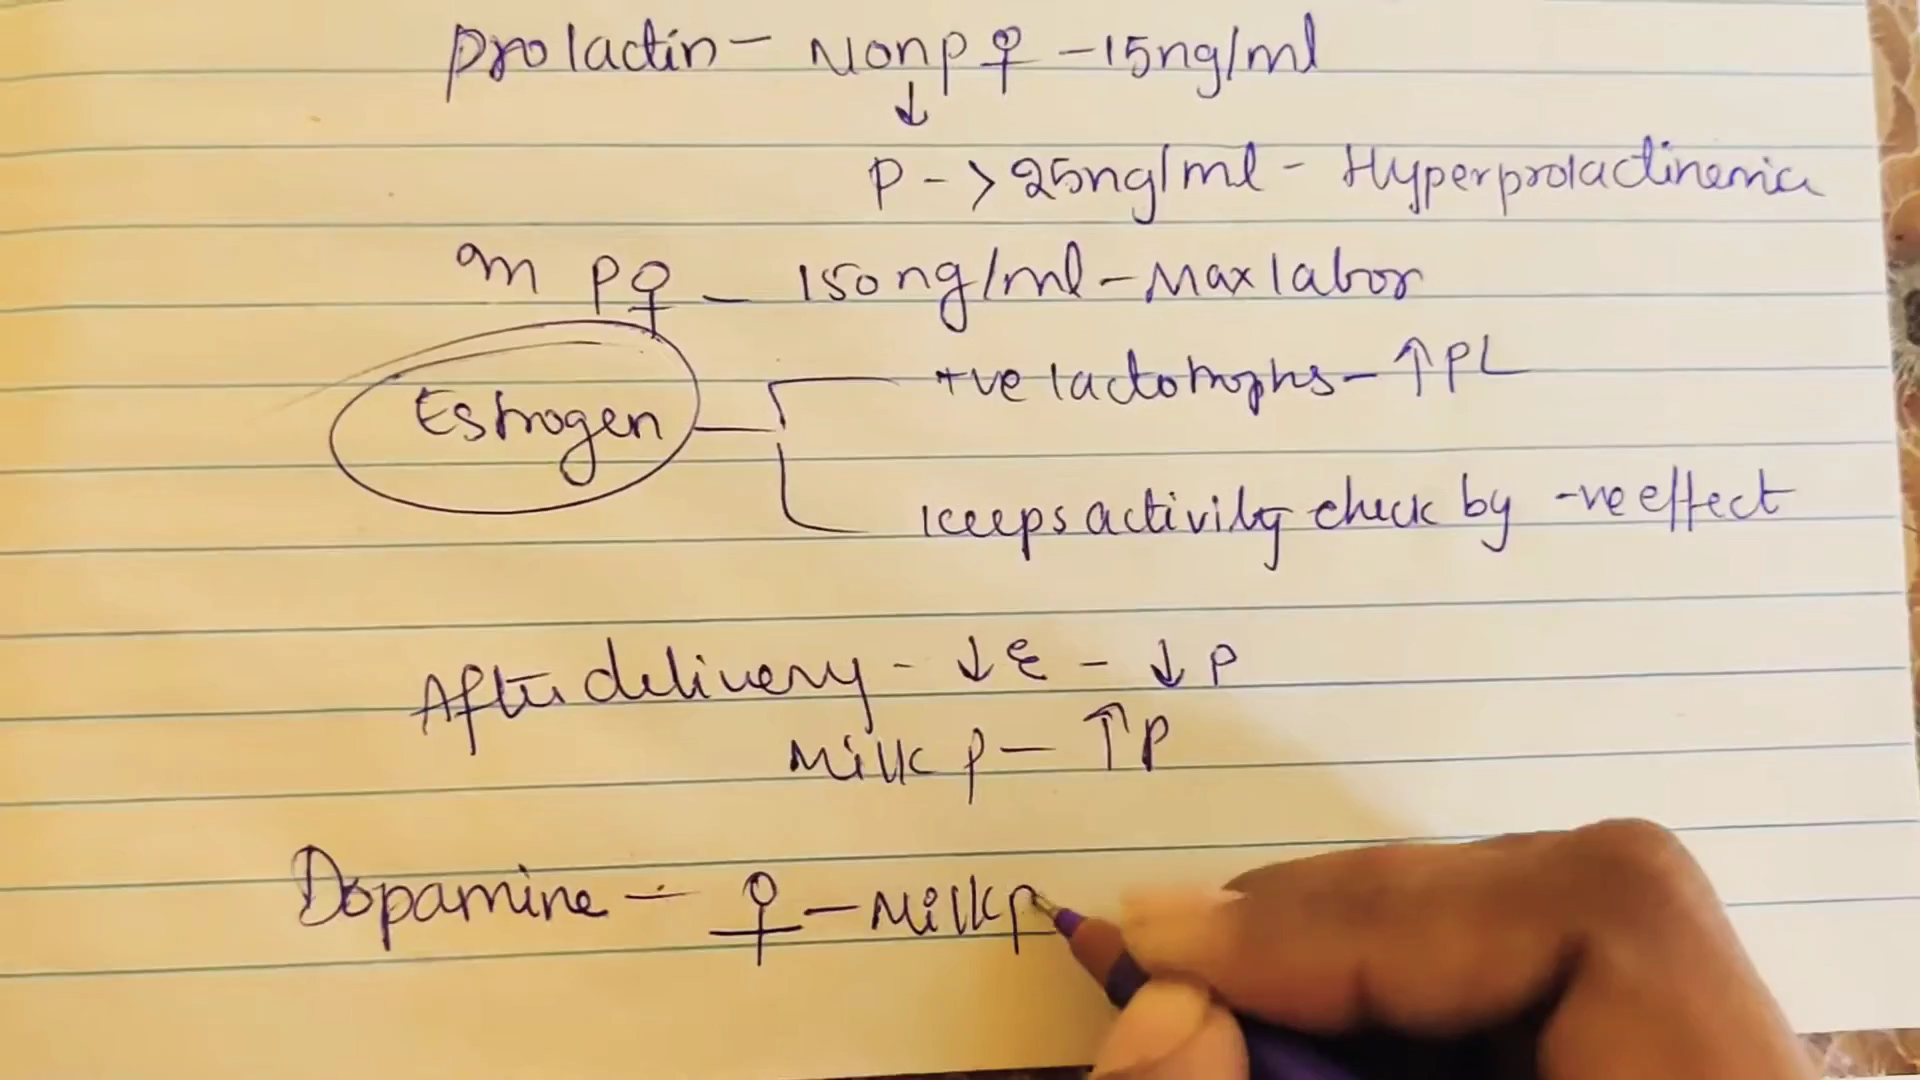 Prolactin - Nonp ♀ - 15ng/ml
↓
P - > 25ng/ml - Hyperprolactinemia
In P♀ - 150ng/ml - Max labor
+ve lactotrophs - ↑PL
Estrogen
keeps activity check by -ve effect
After delivery - ↓ E - ↓ P
Milk p - ↑P
Dopamine - ♀ - Milk p